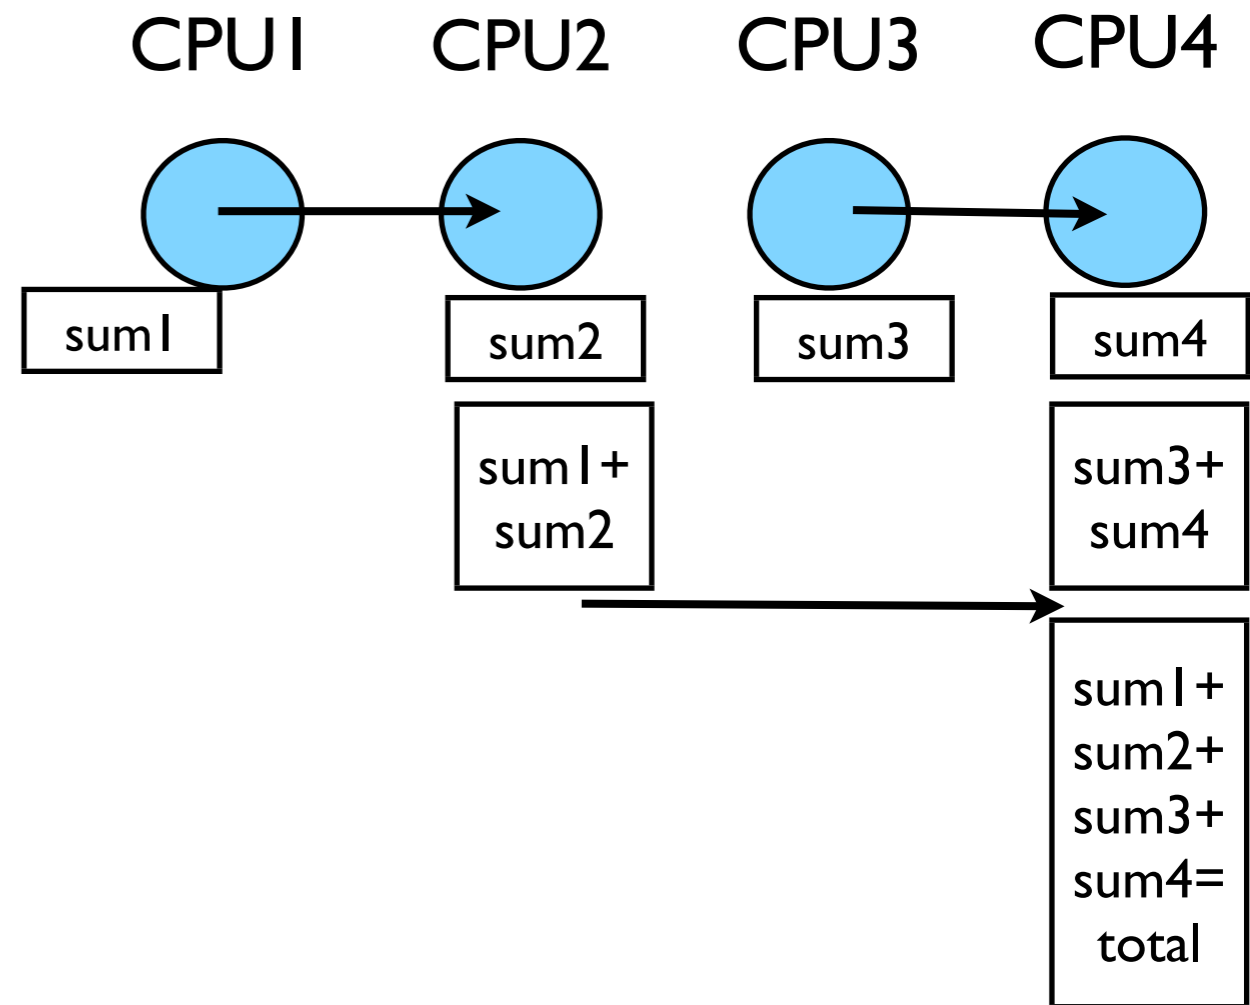 CPU1 CPU2 CPU3 CPU4
sum1 sum2 sum3 sum4
sum1+
sum2
sum3+
sum4
sum1+
sum2+
sum3+
sum4=
total